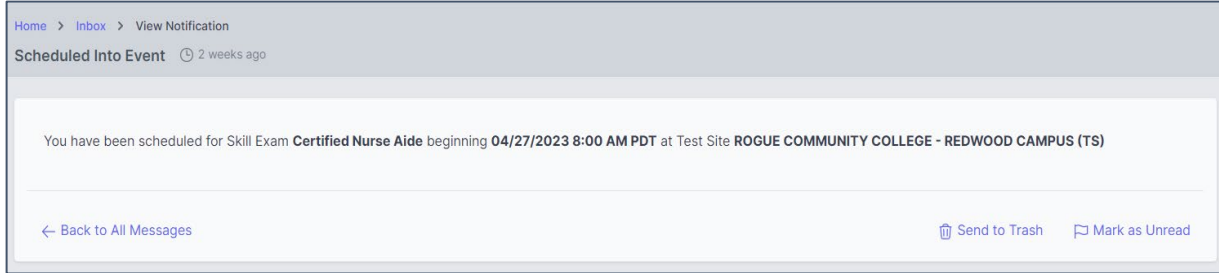 Home > Inbox > View Notification
Scheduled Into Event 2 weeks ago
You have been scheduled for Skill Exam Certified Nurse Aide beginning 04/27/2023 8:00 AM PDT at Test Site ROGUE COMMUNITY COLLEGE - REDWOOD CAMPUS (TS)
← Back to All Messages Send to Trash Mark as Unread